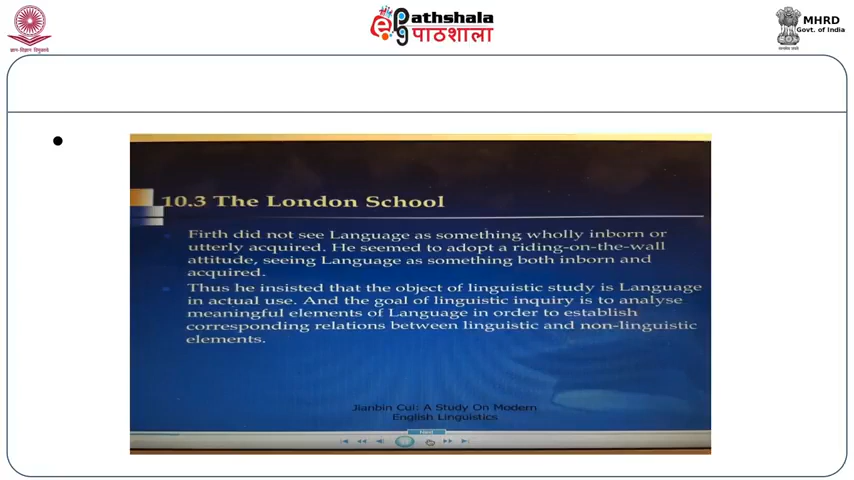 ज्ञान-विज्ञान विमुक्तये
ePathshala
पाठशाला
MHRD
Govt. of India
10.3 The London School
Firth did not see Language as something wholly inborn or
utterly acquired. He seemed to adopt a riding-on-the-wall
attitude, seeing Language as something both inborn and
acquired.
Thus he insisted that the object of linguistic study is Language
in actual use. And the goal of linguistic inquiry is to analyse
meaningful elements of Language in order to establish
corresponding relations between linguistic and non-linguistic
elements.
Jianbin Cui: A Study On Modern
English Linguistics